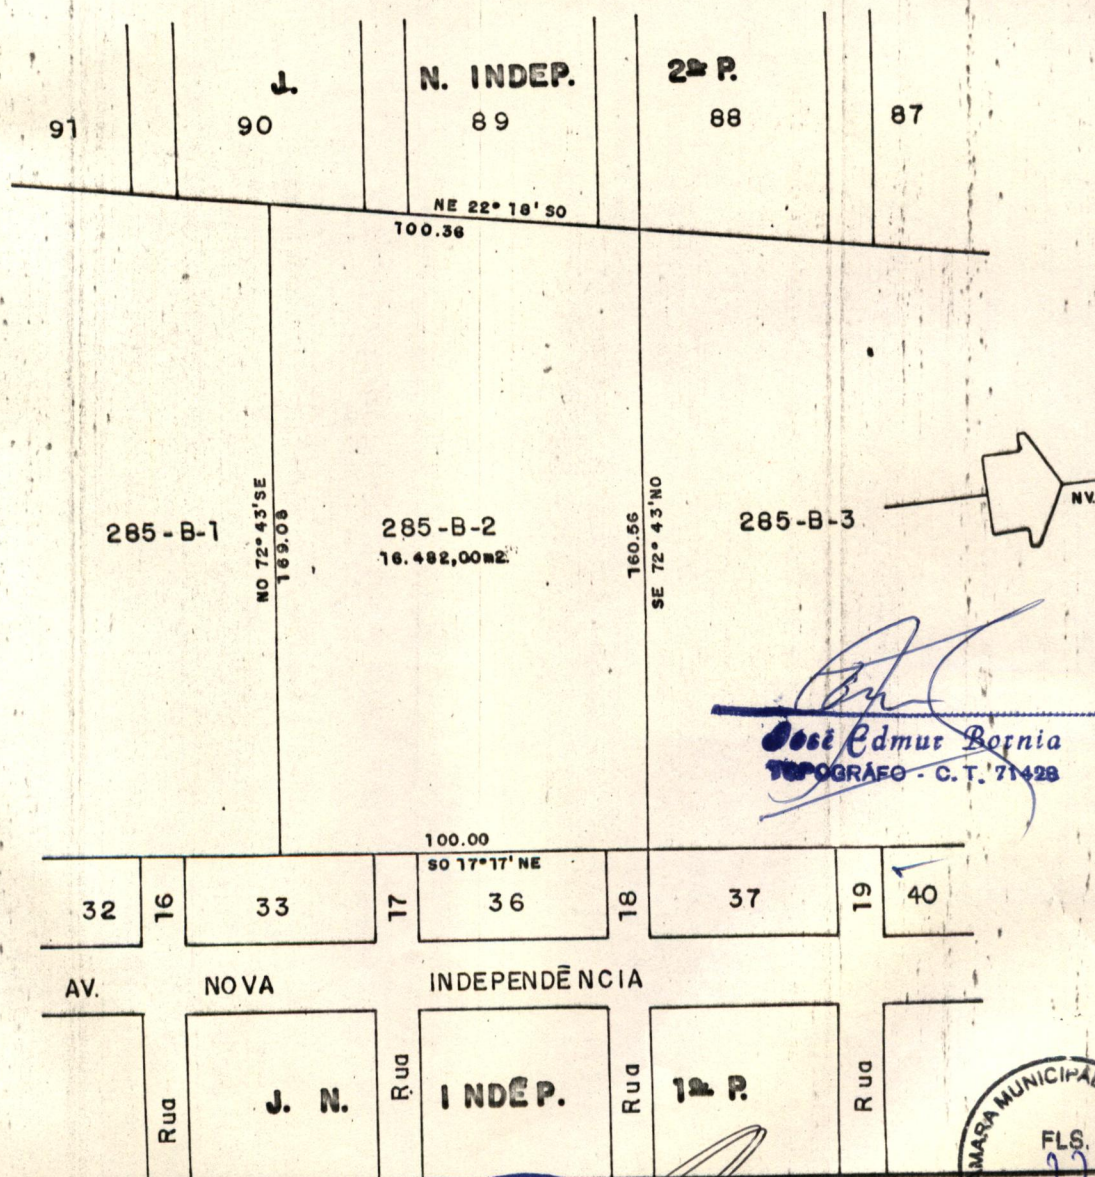 J. N. INDEP. 2ª P.
91 90 89 88 87
NE 22° 18' SO
100.36
NO 72° 43' SE
169.08
285-B-1
285-B-2
16.482,00m2.
160.56
SE 72° 43' NO
285-B-3
NV.
José Edmur Bornia
TOPOGRÁFO - C. T. 71428
100.00
SO 17°17' NE
32 16 33 17 36 18 37 19 40
AV. NOVA INDEPENDÊNCIA
Rua Rua Rua Rua
J. N. INDÉP. 1ª P.
MARA MUNICIPA
FLS.